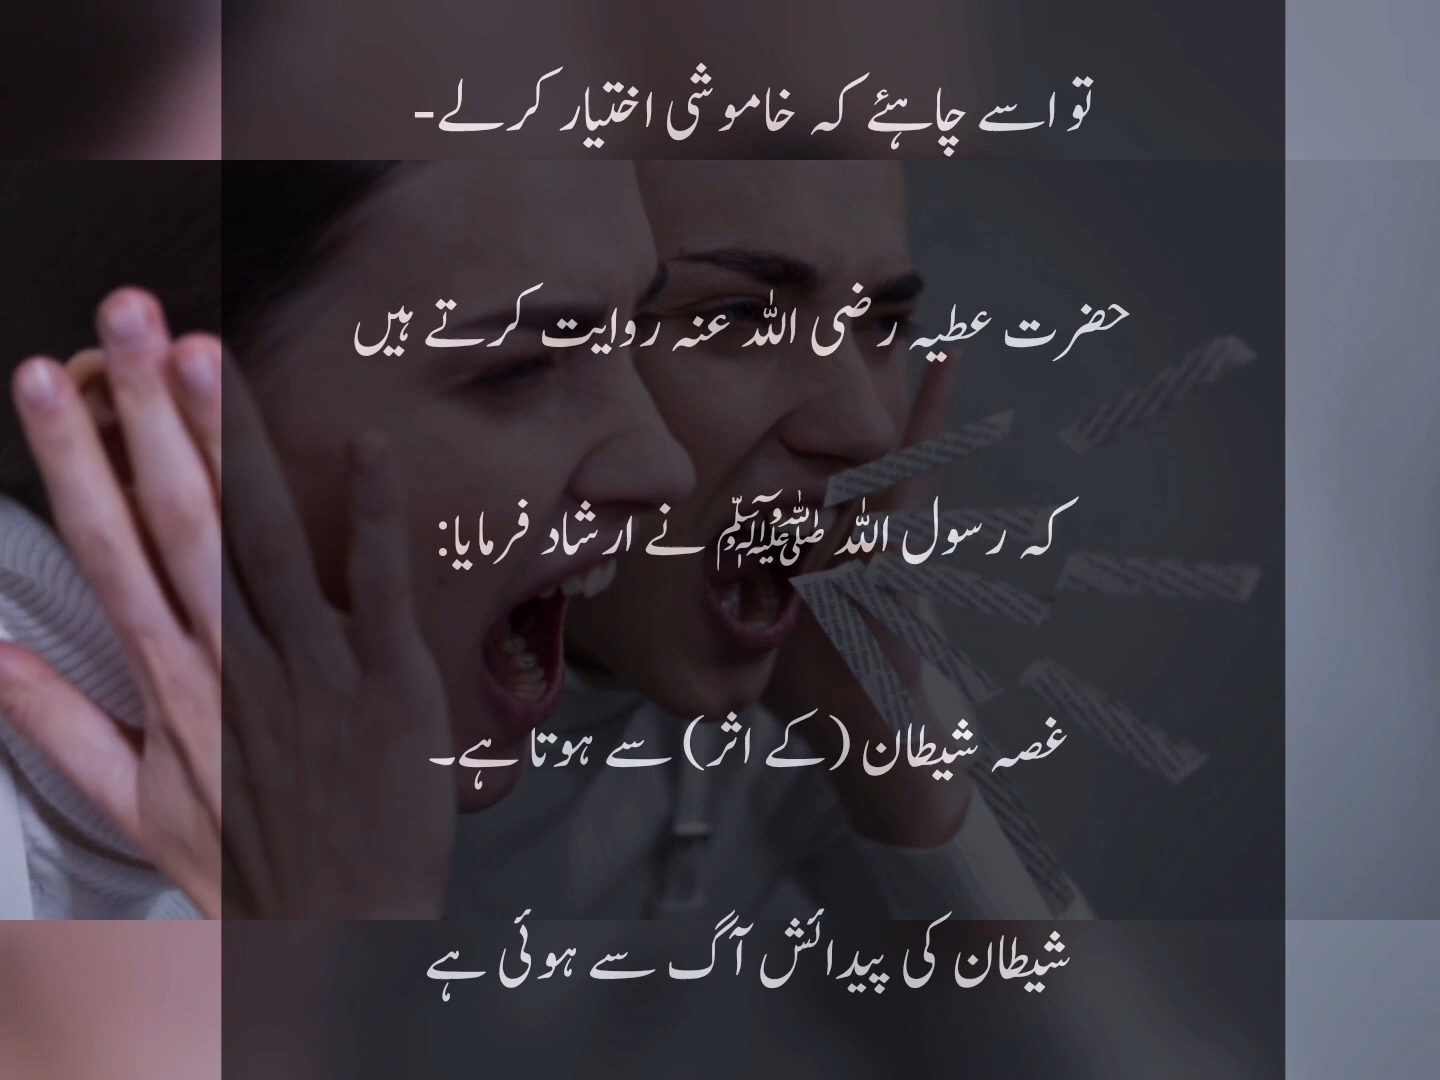 تو اسے چاہئے کہ خاموشی اختیار کرلے-
حضرت عطیہ رضی اللہ عنہ روایت کرتے ہیں
کہ رسول اللہ ﷺ نے ارشاد فرمایا:
غصہ شیطان (کے اثر) سے ہوتا ہے۔
شیطان کی پیدائش آگ سے ہوئی ہے